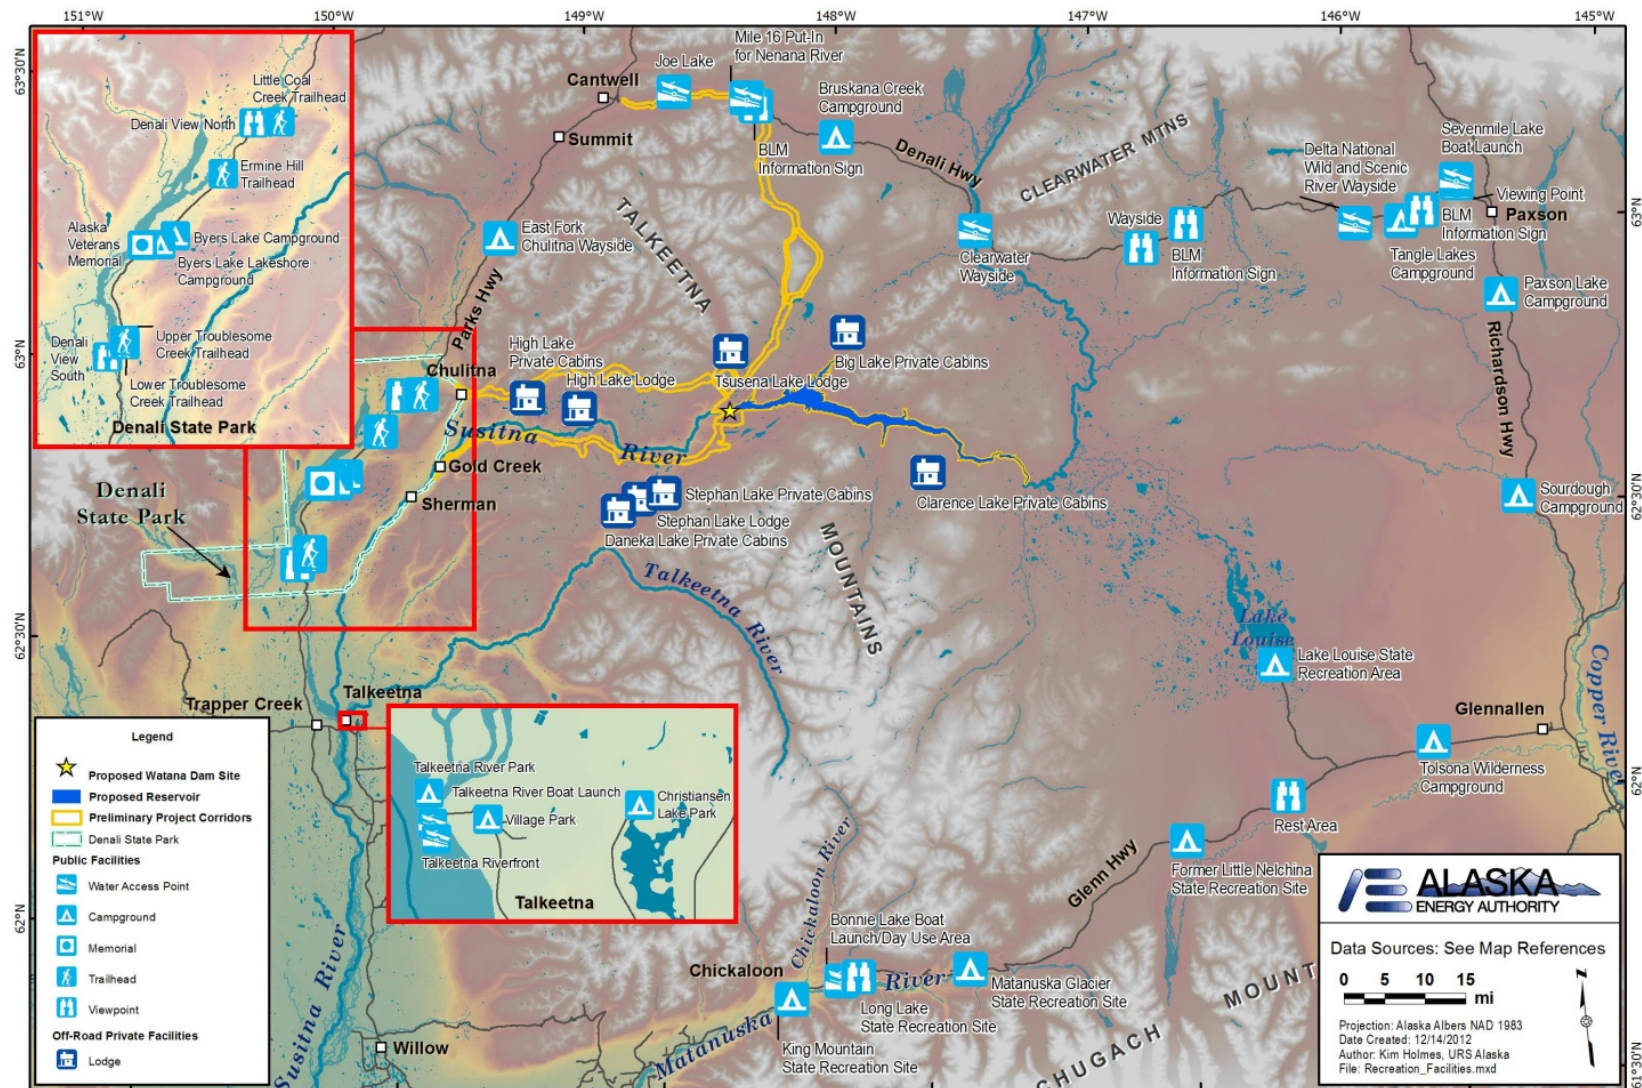 151°W
150°W
149°W
148°W
147°W
146°W
145°W
63°30'N
63°N
62°30'N
62°N
63°N
62°30'N
62°N
61°30'N
Little Coal
Creek Trailhead
Denali View North
Ermine Hill
Trailhead
Alaska
Veterans
Memonal
Byers Lake Campground
Byers Lake Lakeshore
Campground
Denali
View
South
Upper Troublesome
Creek Trailhead
Lower Troublesome
Creek Trailhead
Denali State Park
Cantwell
Joe Lake
Mile 16 Put-In
for Nenana River
Summit
Bruskana Creek
Campground
BLM
Information Sign
Denali Hwy
CLEARWATER MTNS
Delta National
Wild and Scenic
River Wayside
Sevenmile Lake
Boat Launch
Viewing Point
Paxson
BLM
Information Sign
Tangle Lakes
Campground
Wayside
BLM
Information Sign
Clearwater
Wayside
East Fork
Chulitna Wayside
TALKEETNA
MOUNTAINS
Parks Hwy
Paxson Lake
Campground
Richardson Hwy
High Lake
Private Cabins
High Lake Lodge
Tsusena Lake Lodge
Big Lake Private Cabins
Chulitna
Susitna
River
Gold Creek
Sherman
Denali
State Park
Stephan Lake Private Cabins
Stephan Lake Lodge
Daneka Lake Private Cabins
Clarence Lake Private Cabins
Sourdough
Campground
Talkeetna River
Lake
Louise
Lake Louise State
Recreation Area
Copper River
Trapper Creek
Talkeetna
Glennallen
Tolsona Wilderness
Campground
Rest Area
Former Little Nelchina
State Recreation Site
Glenn Hwy
Talkeetna River Park
Talkeetna River Boat Launch
Village Park
Christiansen
Lake Park
Talkeetna Riverfront
Talkeetna
Chickaloon River
Bonnie Lake Boat
Launch/Day Use Area
Chickaloon
Matanuska
River
Matanuska Glacier
State Recreation Site
Long Lake
State Recreation Site
King Mountain
State Recreation Site
CHUGACH
MOUNT
Susitna River
Willow
Legend
Proposed Watana Dam Site
Proposed Reservoir
Preliminary Project Corridors
Denali State Park
Public Facilities
Water Access Point
Campground
Memorial
Trailhead
Viewpoint
Off-Road Private Facilities
Lodge
ALASKA
ENERGY AUTHORITY
Data Sources: See Map References
0 5 10 15
mi
N
Projection: Alaska Albers NAD 1983
Date Created: 12/14/2012
Author: Kim Holmes, URS Alaska
File: Recreation_Facilities.mxd